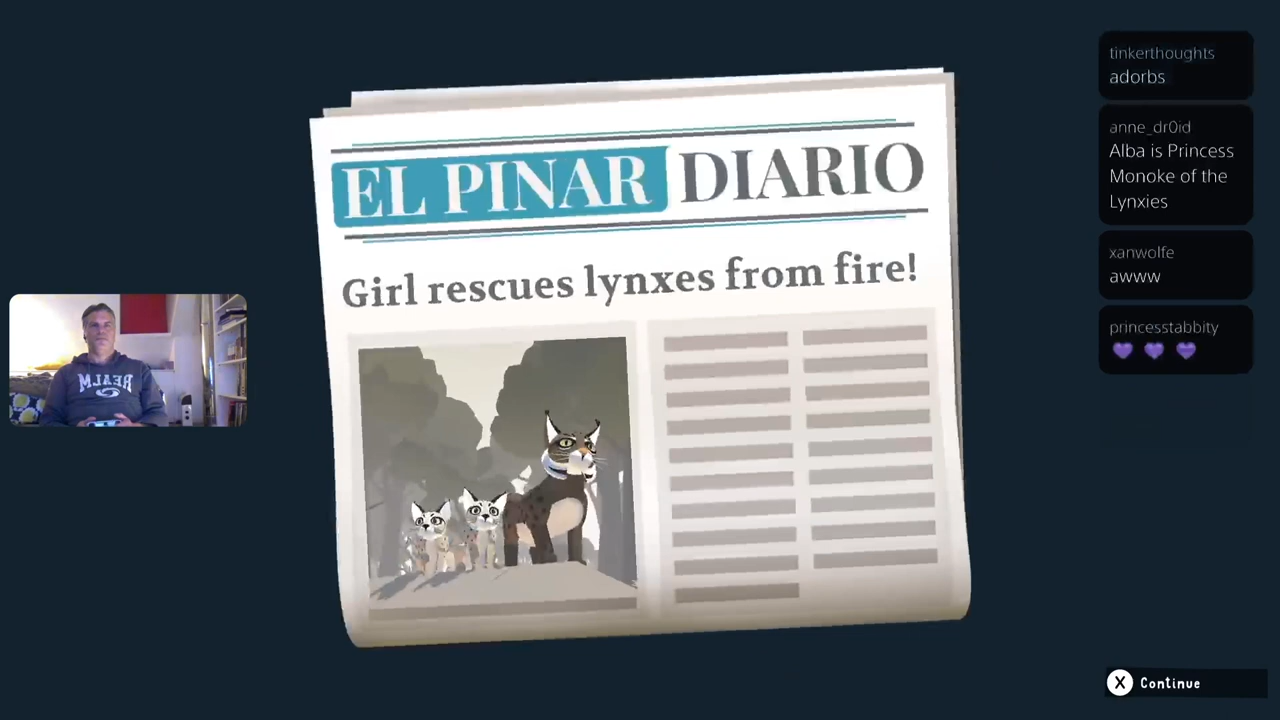 EL PINAR DIARIO
Girl rescues lynxes from fire!
REALM
tinkerthoughts
adorbs
anne_dr0id
Alba is Princess
Monoke of the
Lynxies
xanwolfe
awww
princesstabbity
X Continue